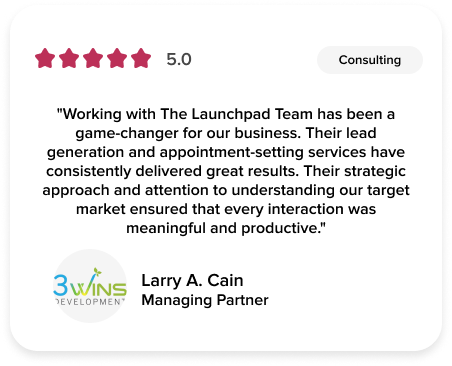 5.0
Consulting
"Working with The Launchpad Team has been a
game-changer for our business. Their lead
generation and appointment-setting services have
consistently delivered great results. Their strategic
approach and attention to understanding our target
market ensured that every interaction was
meaningful and productive."
3WINS
DEVELOPMENT
Larry A. Cain
Managing Partner